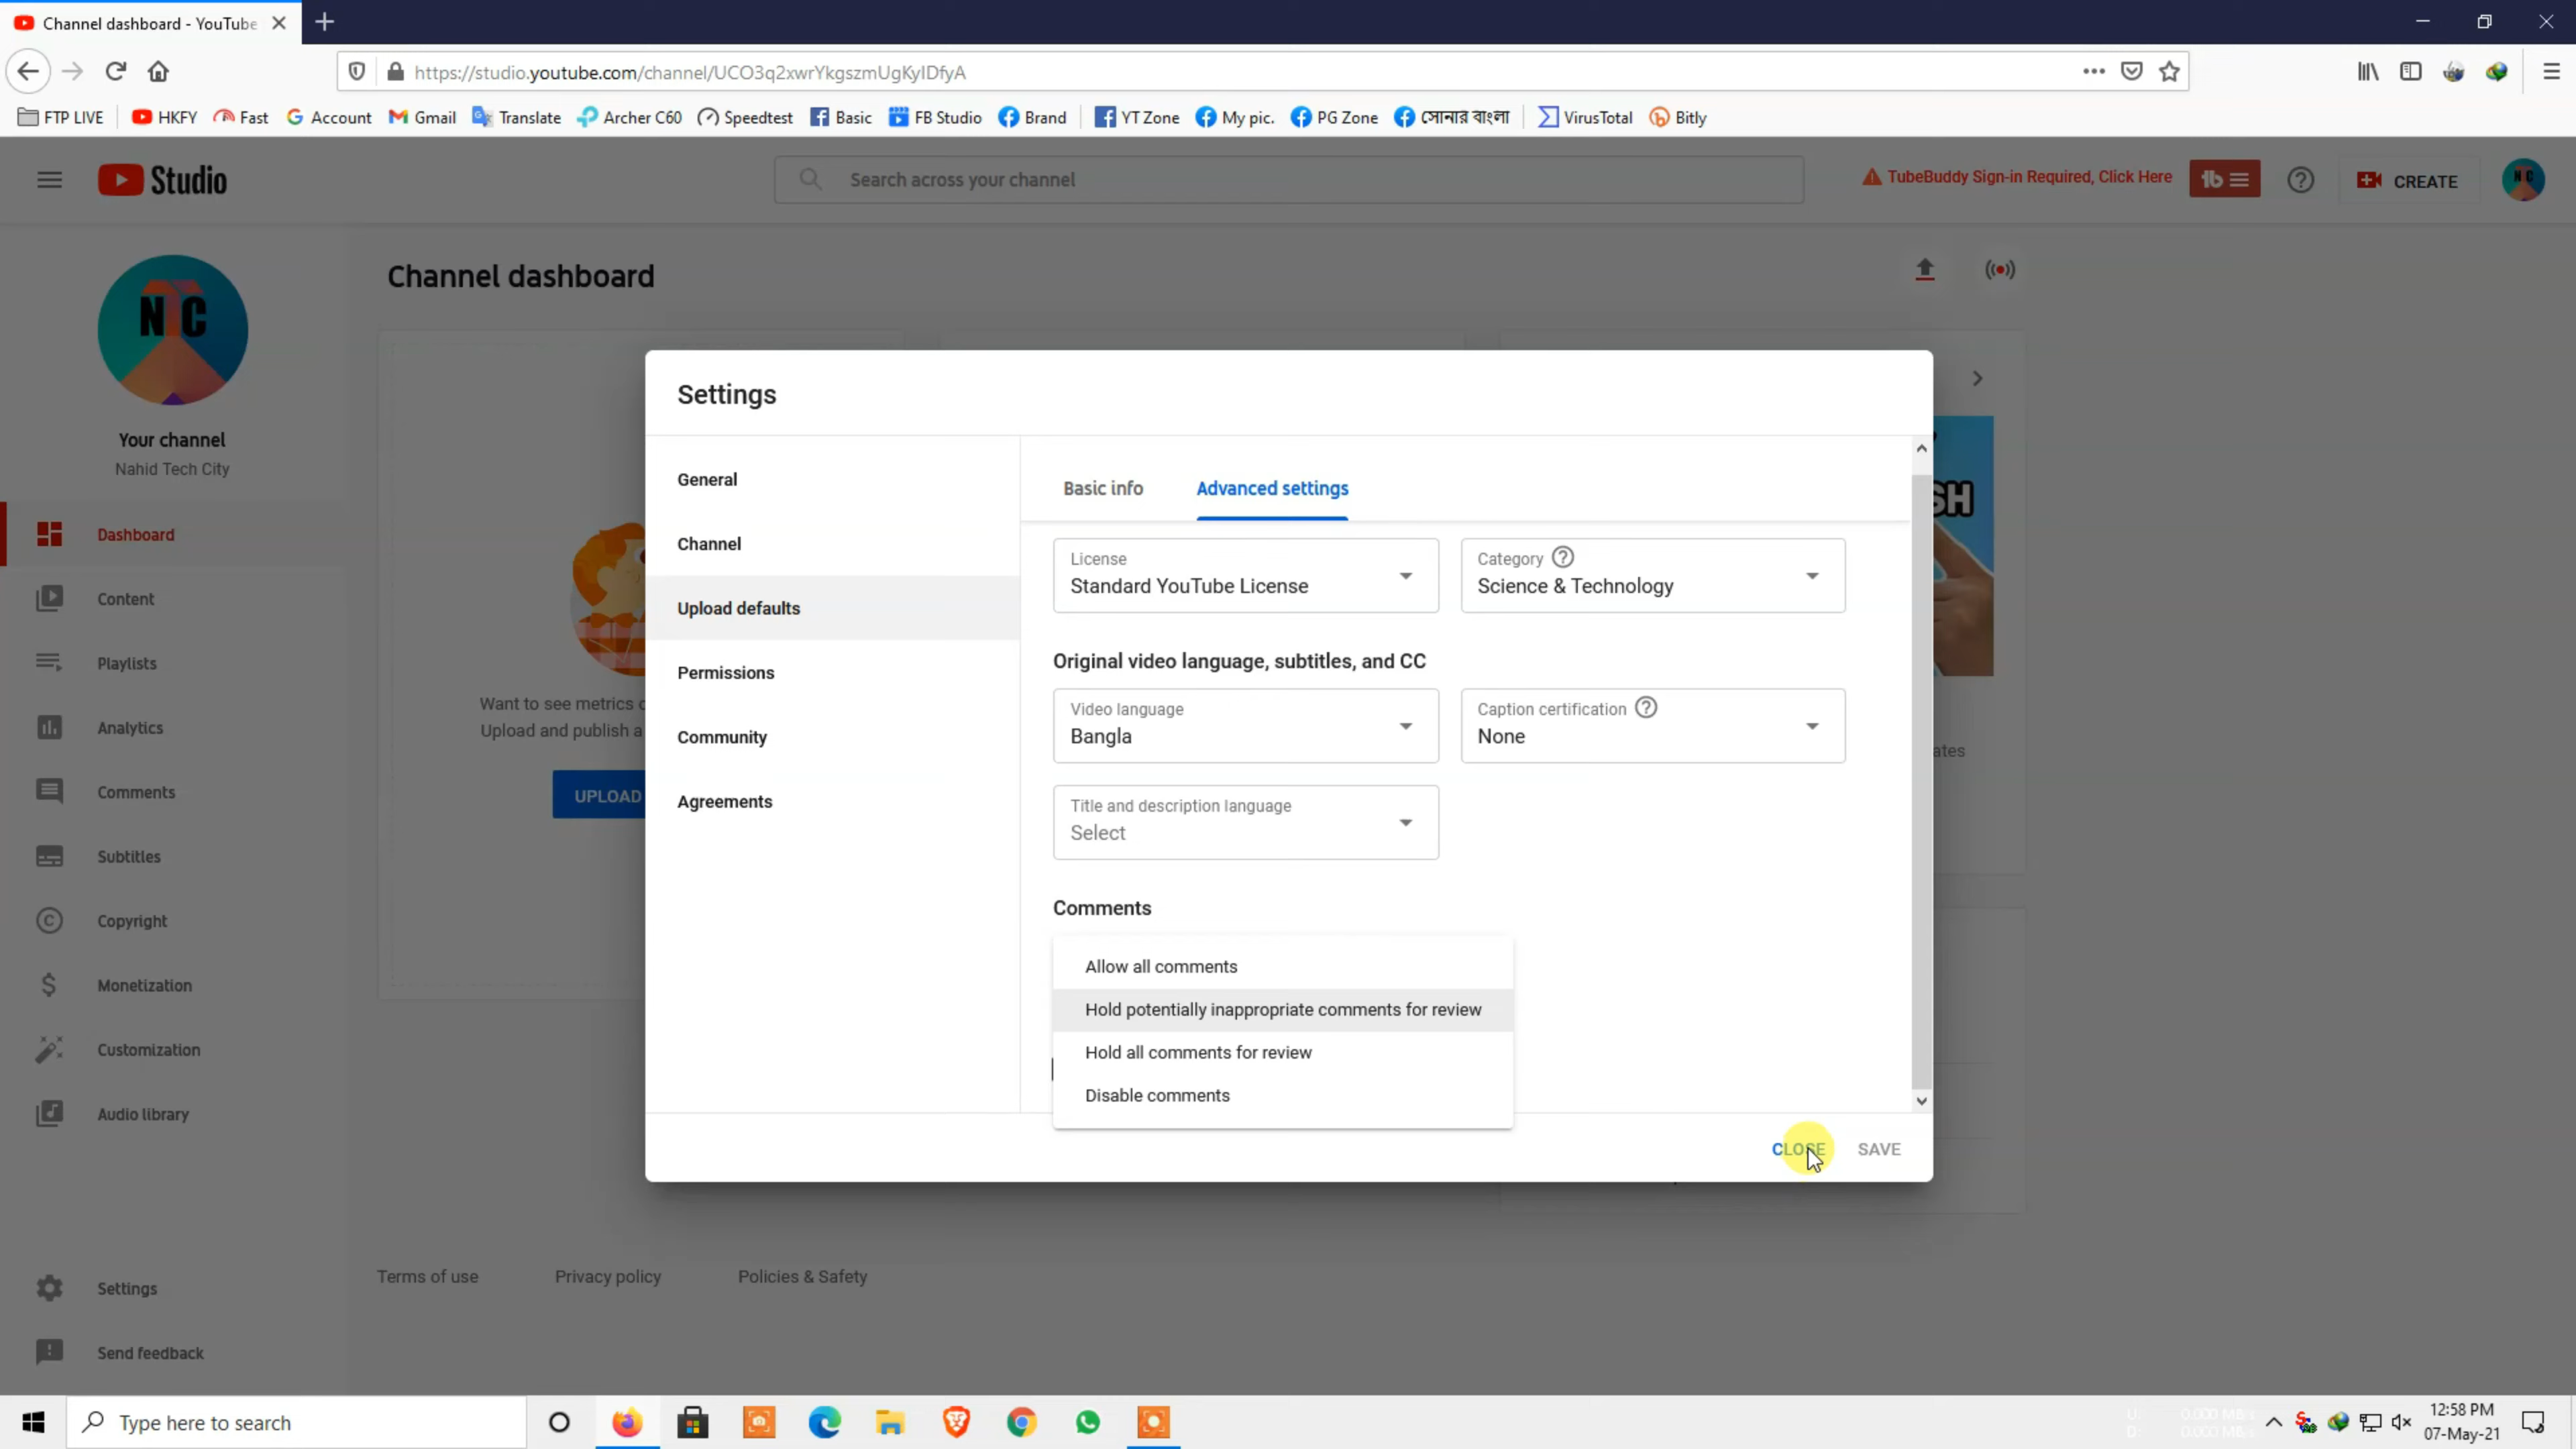 Channel dashboard - YouTube
https://studio.youtube.com/channel/UCO3q2xwrYkgszmUgKyIDfyA
FTP LIVE HKFY Fast Account Gmail Translate Archer C60 Speedtest Basic FB Studio Brand YT Zone My pic. PG Zone সোনার বাংলা VirusTotal Bitly
Studio
Search across your channel
TubeBuddy Sign-in Required, Click Here
CREATE
NTC
Your channel
Nahid Tech City
Dashboard
Content
Playlists
Analytics
Comments
Subtitles
Copyright
Monetization
Customization
Audio library
Settings
Send feedback
Channel dashboard
Want to see metrics
Upload and publish a
UPLOAD
Settings
General
Channel
Upload defaults
Permissions
Community
Agreements
Basic info Advanced settings
License
Standard YouTube License
Category
Science & Technology
Original video language, subtitles, and CC
Video language
Bangla
Caption certification
None
Title and description language
Select
Comments
Allow all comments
Hold potentially inappropriate comments for review
Hold all comments for review
Disable comments
CLOSE SAVE
SH
ates
Terms of use Privacy policy Policies & Safety
Type here to search
12:58 PM
07-May-21